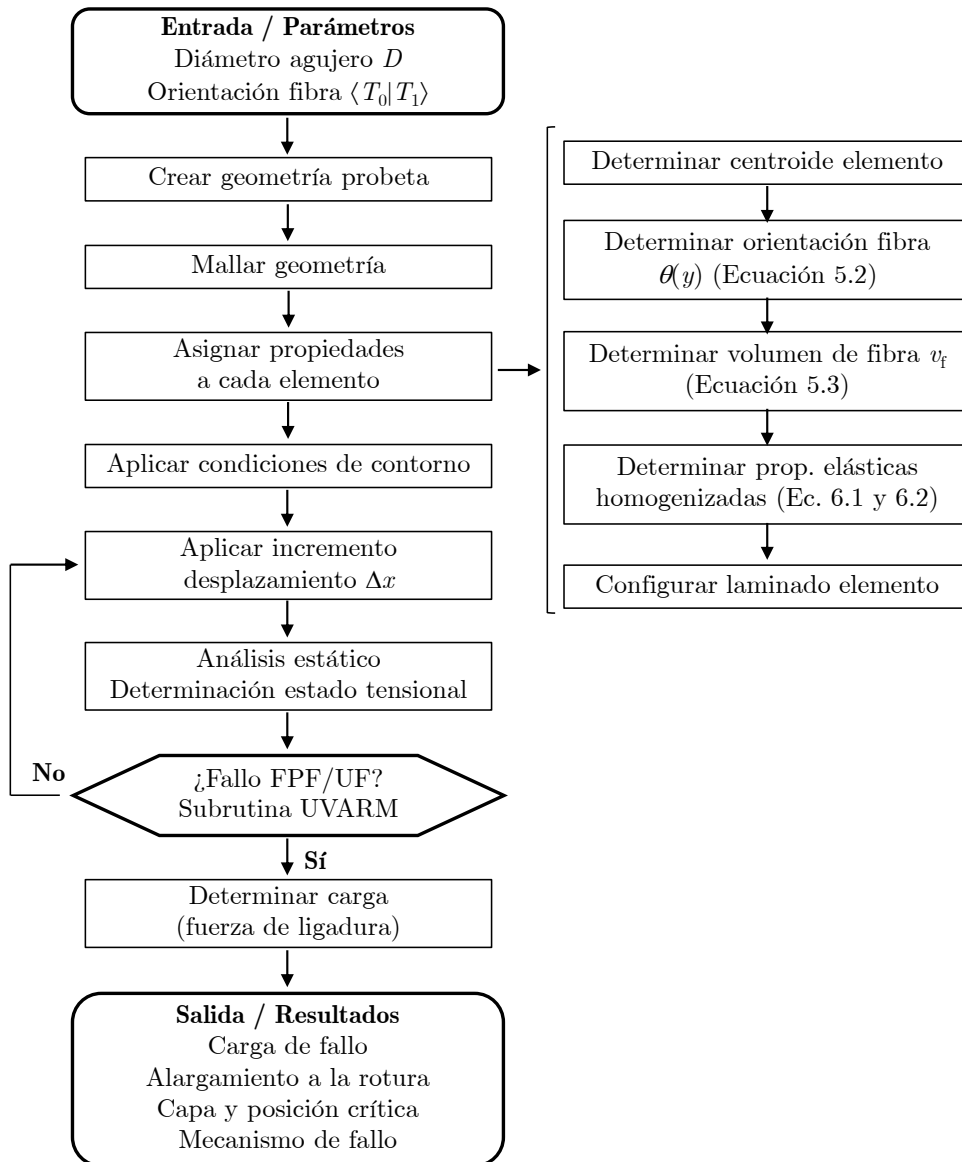 Entrada / Parámetros
Diámetro agujero D
Orientación fibra ⟨T₀|T₁⟩
Crear geometría probeta
Mallar geometría
Asignar propiedades
a cada elemento
Determinar centroide elemento
Determinar orientación fibra
θ(y) (Ecuación 5.2)
Determinar volumen de fibra v_f
(Ecuación 5.3)
Determinar prop. elásticas
homogenizadas (Ec. 6.1 y 6.2)
Configurar laminado elemento
Aplicar condiciones de contorno
Aplicar incremento
desplazamiento Δx
Análisis estático
Determinación estado tensional
¿Fallo FPF/UF?
Subrutina UVARM
No
Sí
Determinar carga
(fuerza de ligadura)
Salida / Resultados
Carga de fallo
Alargamiento a la rotura
Capa y posición crítica
Mecanismo de fallo